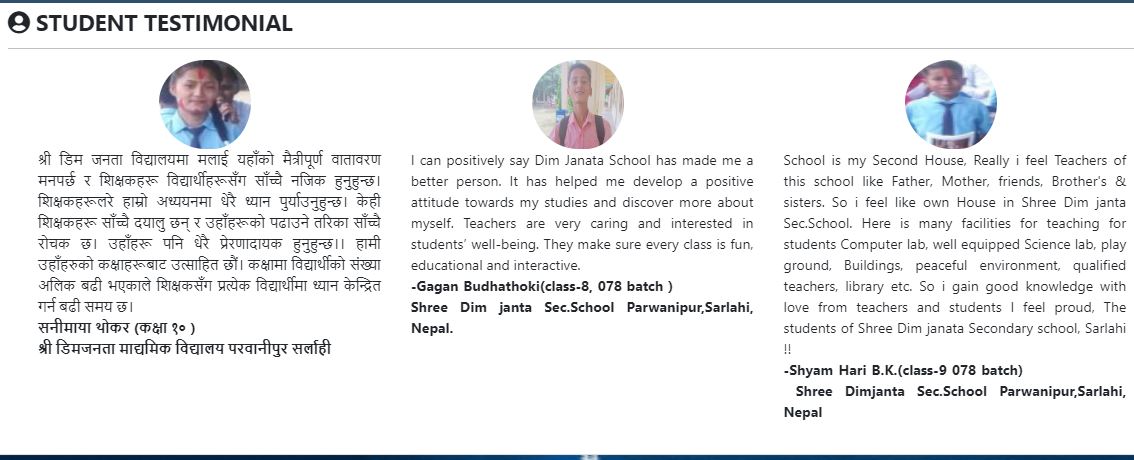 STUDENT TESTIMONIAL
श्री डिम जनता विद्यालयमा मलाई यहाँको मैत्रीपूर्ण वातावरण
मनपर्छ र शिक्षकहरू विद्यार्थीहरूसँग साँच्चै नजिक हुनुहुन्छ।
शिक्षकहरूलरे हाम्रो अध्ययनमा धेरै ध्यान पुर्याउनुहुन्छ। केही
शिक्षकहरू साँच्चै दयालु छन् र उहाँहरूको पढाउने तरिका साँच्चै
रोचक छ। उहाँहरू पनि धेरै प्रेरणादायक हुनुहुन्छ।। हामी
उहाँहरुको कक्षाहरूबाट उत्साहित छौं। कक्षामा विद्यार्थीको संख्या
अलिक बढी भएकाले शिक्षकसँग प्रत्येक विद्यार्थीमा ध्यान केन्द्रित
गर्न बढी समय छ।
सनीमाया थोकर (कक्षा १० )
श्री डिमजनता माद्यमिक विद्यालय परवानीपुर सर्लाही
I can positively say Dim Janata School has made me a
better person. It has helped me develop a positive
attitude towards my studies and discover more about
myself. Teachers are very caring and interested in
students’ well-being. They make sure every class is fun,
educational and interactive.
-Gagan Budhathoki(class-8, 078 batch )
Shree Dim janta Sec.School Parwanipur,Sarlahi,
Nepal.
School is my Second House, Really i feel Teachers of
this school like Father, Mother, friends, Brother's &
sisters. So i feel like own House in Shree Dim janta
Sec.School. Here is many facilities for teaching for
students Computer lab, well equipped Science lab, play
ground, Buildings, peaceful environment, qualified
teachers, library etc. So i gain good knowledge with
love from teachers and students I feel proud, The
students of Shree Dim janata Secondary school, Sarlahi
!!
-Shyam Hari B.K.(class-9 078 batch)
Shree Dimjanta Sec.School Parwanipur,Sarlahi,
Nepal